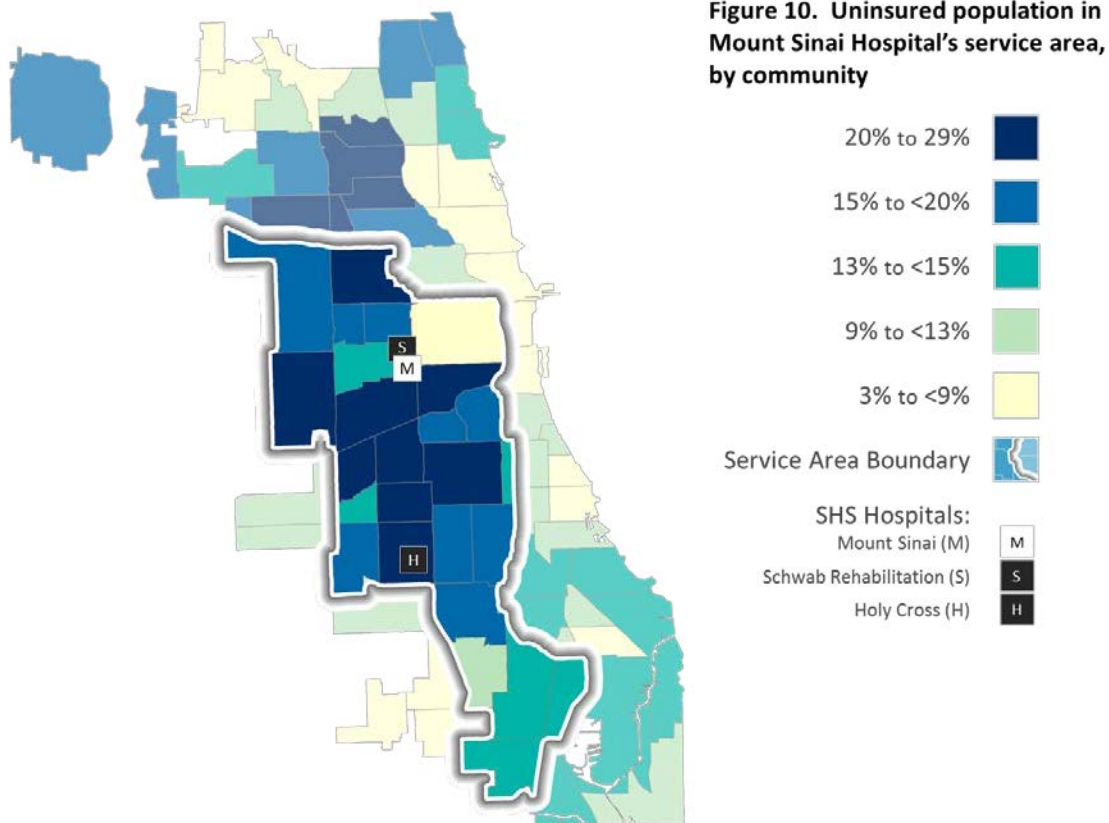 Figure 10.  Uninsured population in
Mount Sinai Hospital’s service area,
by community
20% to 29%
15% to <20%
13% to <15%
9% to <13%
3% to <9%
Service Area Boundary
SHS Hospitals:
Mount Sinai (M)
M
Schwab Rehabilitation (S)
S
Holy Cross (H)
H
S
M
H